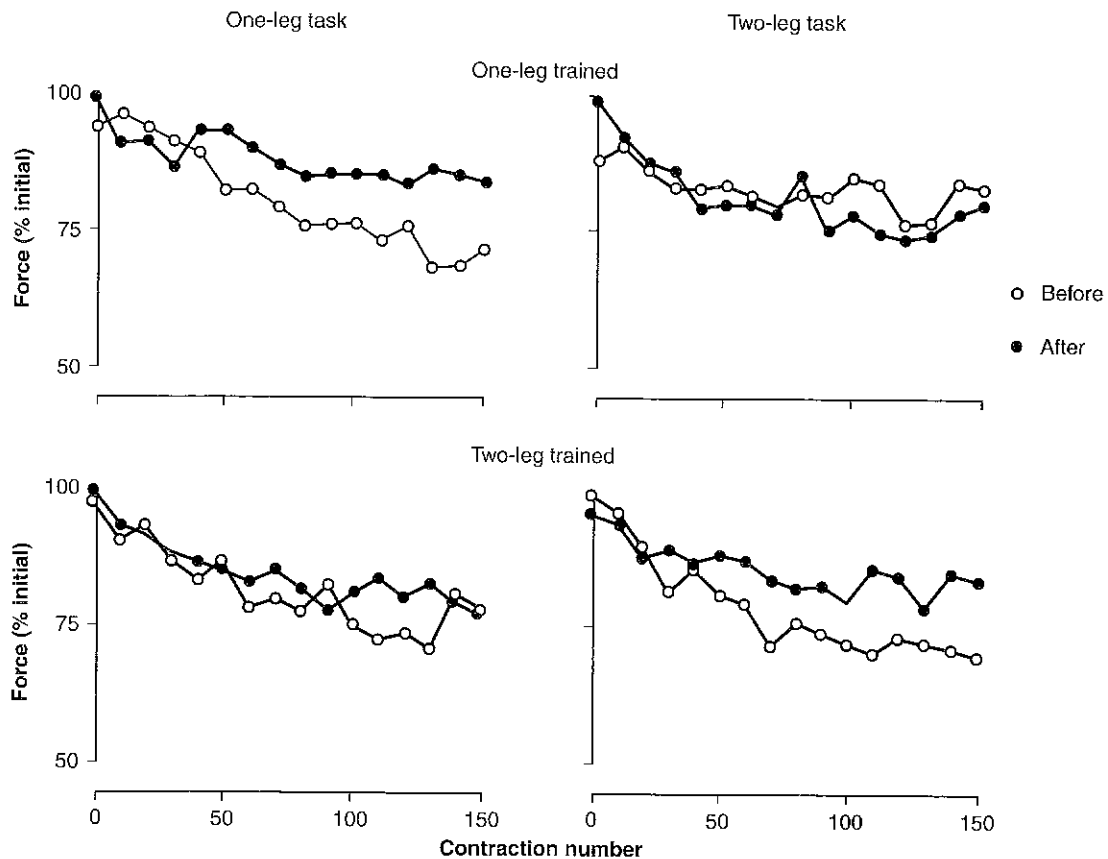 One-leg task
Two-leg task
One-leg trained
100
75
50
Force (% initial)
Before
After
Two-leg trained
100
75
50
Force (% initial)
0 50 100 150
0 50 100 150
Contraction number